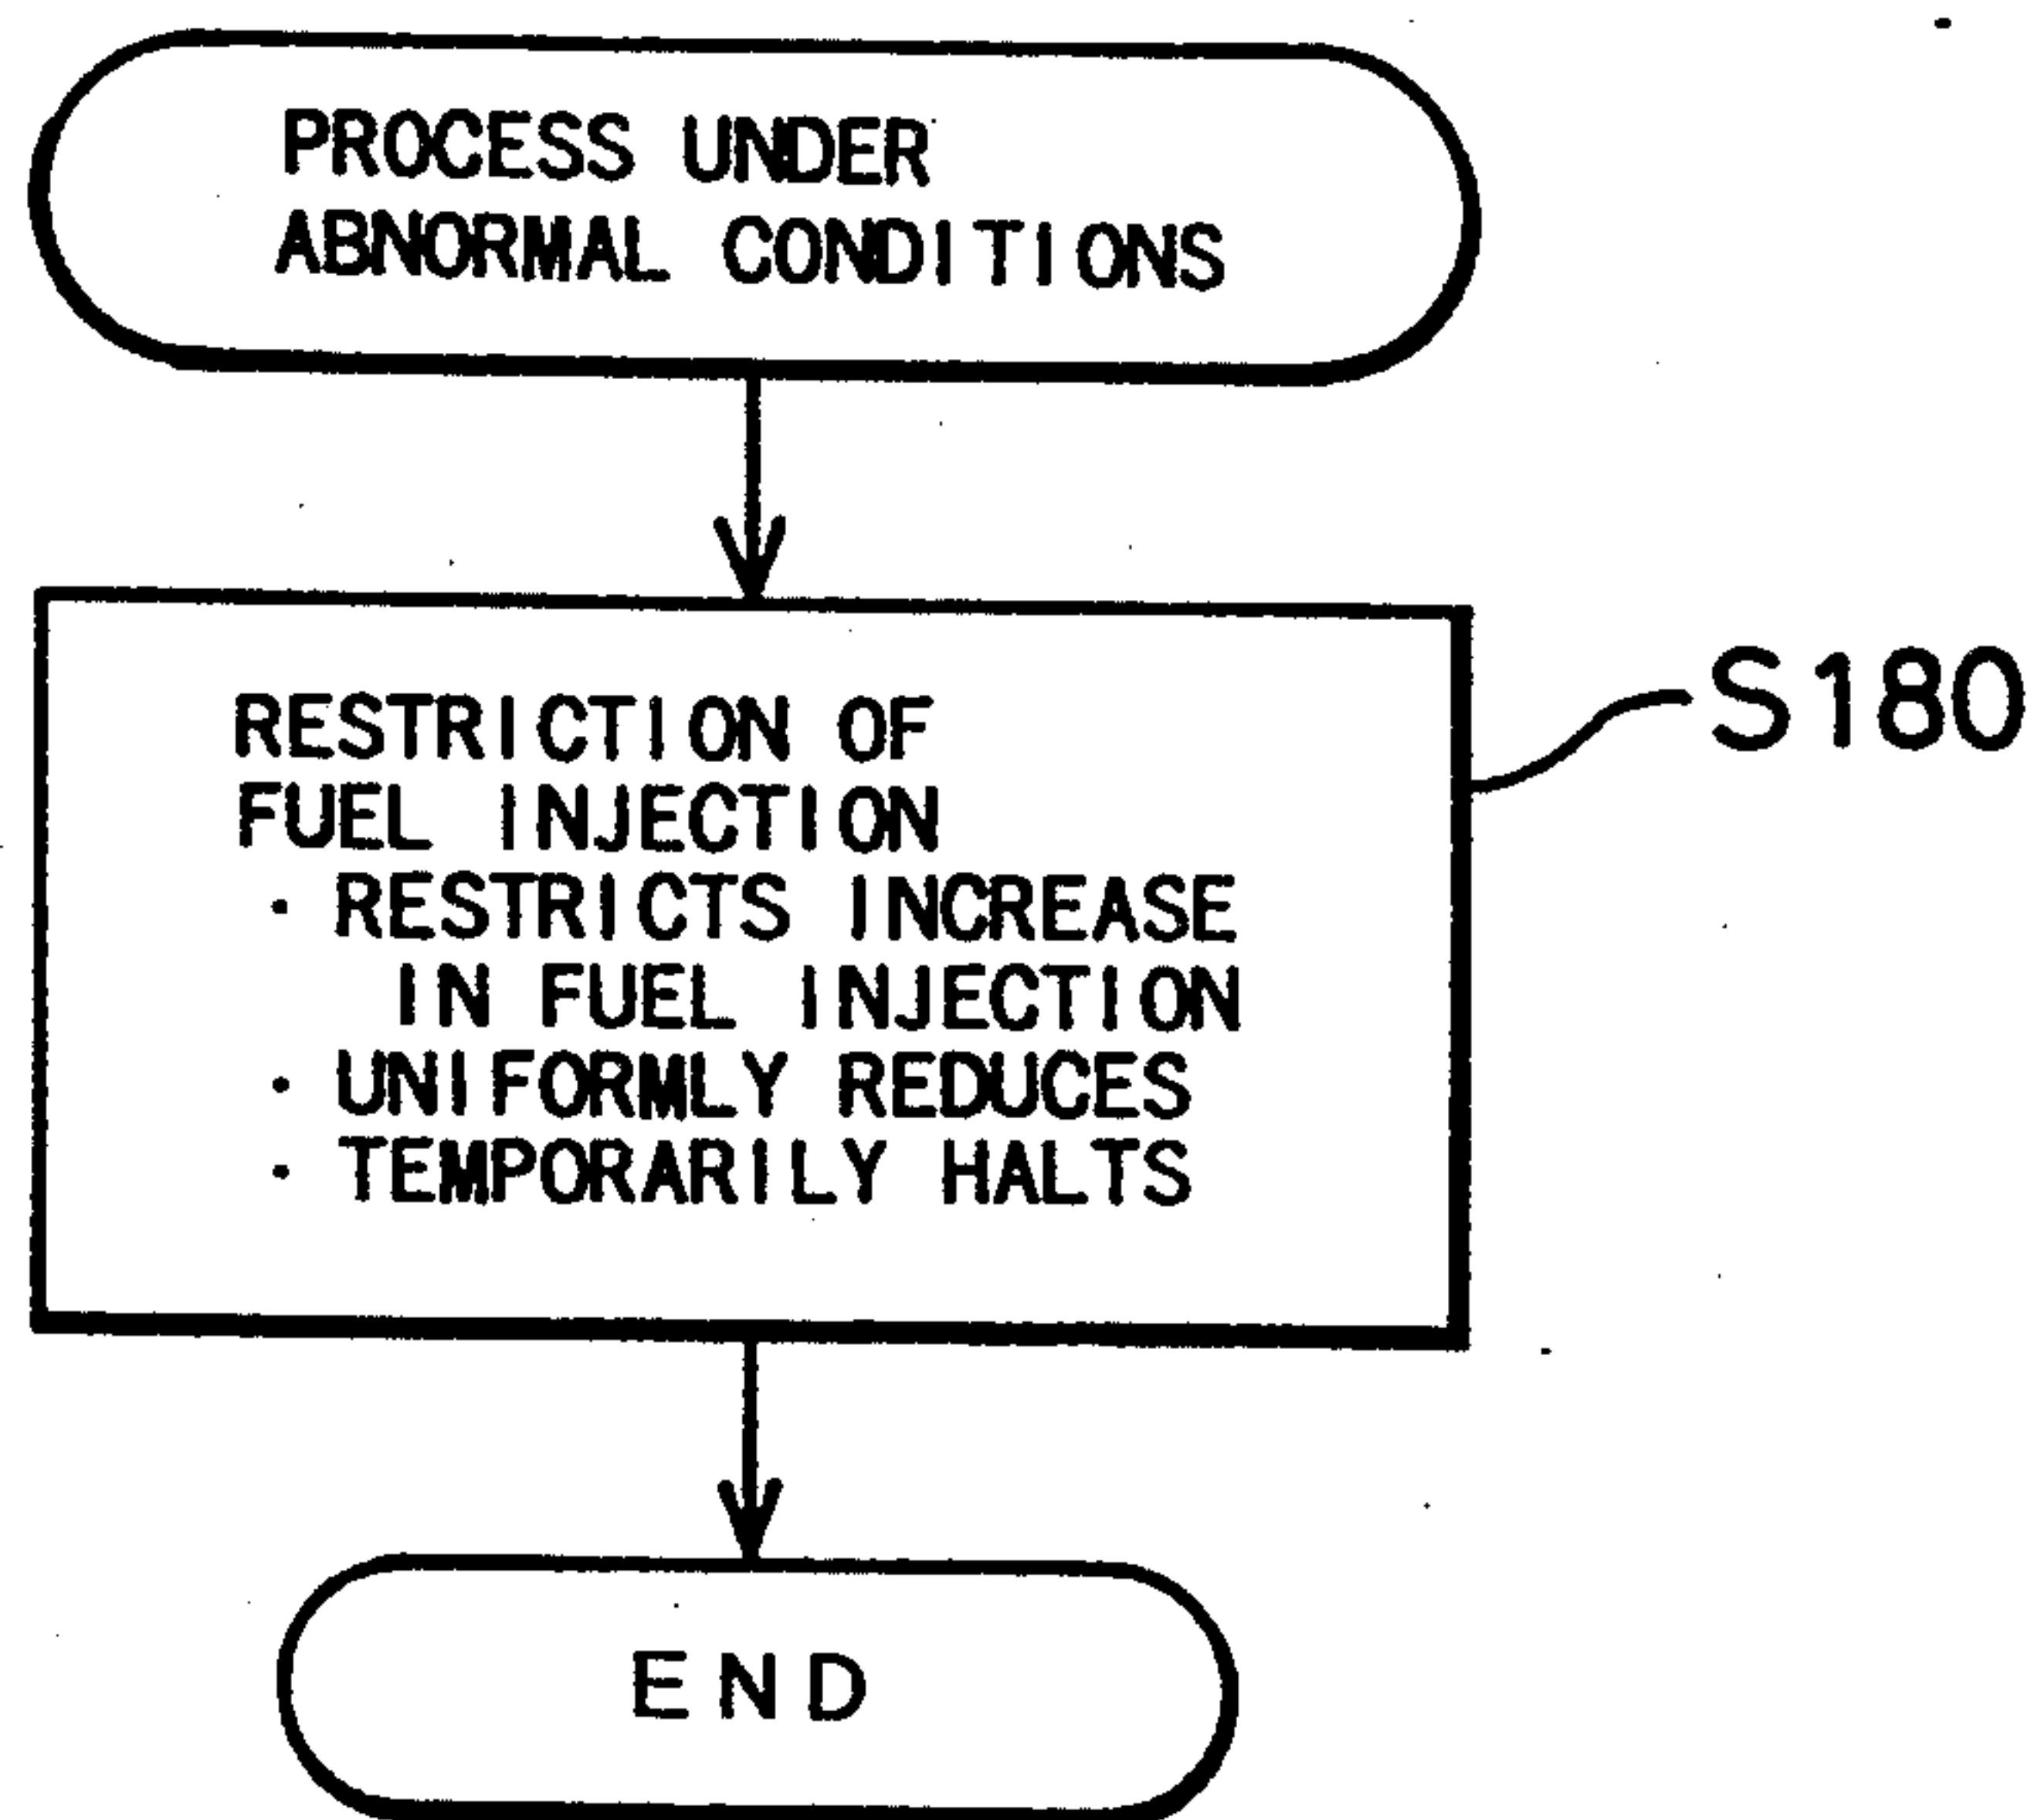 PROCESS UNDER
ABNORMAL CONDITIONS
RESTRICTION OF
FUEL INJECTION
· RESTRICTS INCREASE
IN FUEL INJECTION
· UNIFORMLY REDUCES
· TEMPORARILY HALTS
S180
END